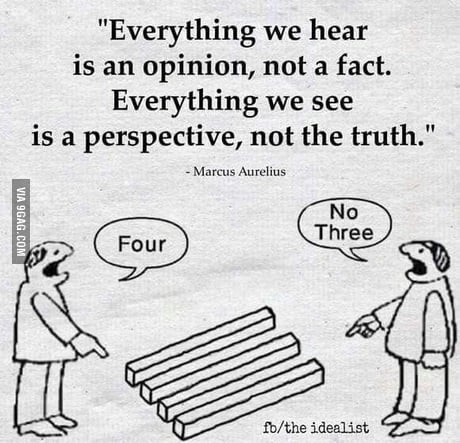 "Everything we hear
is an opinion, not a fact.
Everything we see
is a perspective, not the truth."
- Marcus Aurelius
VIA 9GAG.COM
Four
No
Three
fb/the idealist